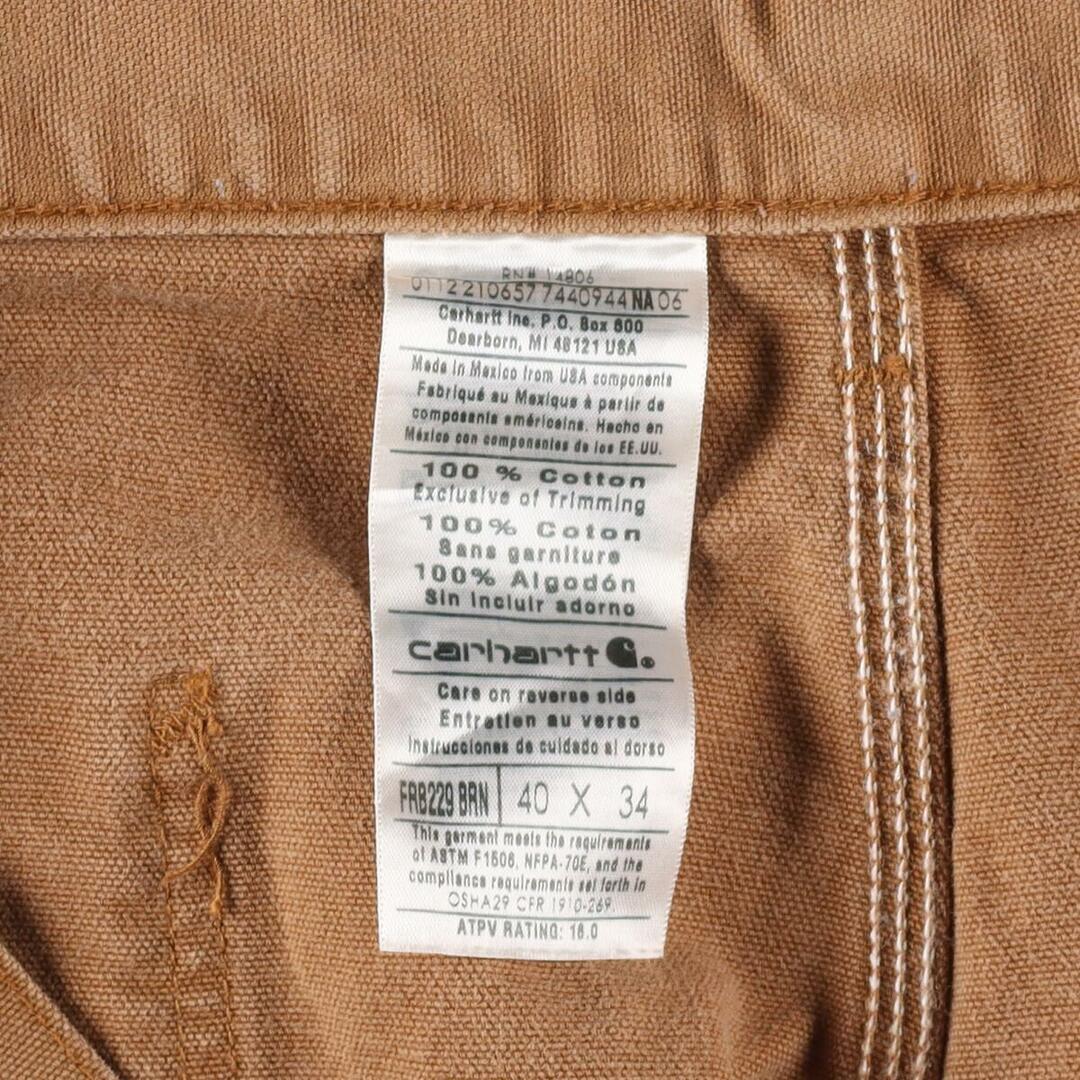 RN# 14806
0112210657 7440944 NA 06
Carhartt Inc. P.O. Box 600
Dearborn, MI 48121 USA
Made in Mexico from USA components
Fabriqué au Mexique à partir de
composants américains. Hecho en
México con componentes de los EE.UU.
100 % Cotton
Exclusive of Trimming
100% Coton
Sans garniture
100% Algodón
Sin incluir adorno
carhartt
Care on reverse side
Entretien au verso
Instrucciones de cuidado al dorso
FRB229 BRN 40 X 34
This garment meets the requirements
of ASTM F1506, NFPA-70E, and the
compliance requirements set forth in
OSHA29 CFR 1910-269.
ATPV RATING: 18.0